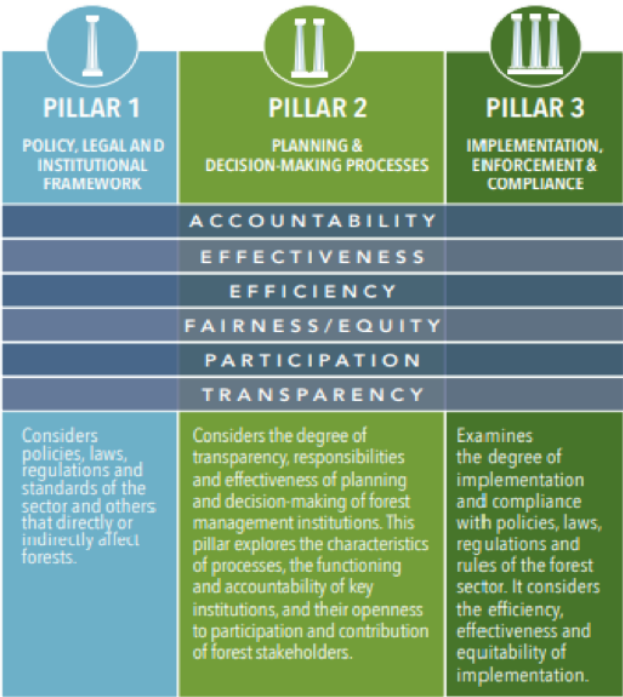 PILLAR 1
POLICY, LEGAL AND
INSTITUTIONAL
FRAMEWORK
PILLAR 2
PLANNING &
DECISION-MAKING PROCESSES
PILLAR 3
IMPLEMENTATION,
ENFORCEMENT &
COMPLIANCE
ACCOUNTABILITY
EFFECTIVENESS
EFFICIENCY
FAIRNESS/EQUITY
PARTICIPATION
TRANSPARENCY
Considers
policies, laws,
regulations and
standards of the
sector and others
that directly or
indirectly affect
forests.
Considers the degree of
transparency, responsibilities
and effectiveness of planning
and decision-making of forest
management institutions. This
pillar explores the characteristics
of processes, the functioning
and accountability of key
institutions, and their openness
to participation and contribution
of forest stakeholders.
Examines
the degree of
implementation
and compliance
with policies, laws,
regulations and
rules of the forest
sector. It considers
the efficiency,
effectiveness and
equitability of
implementation.